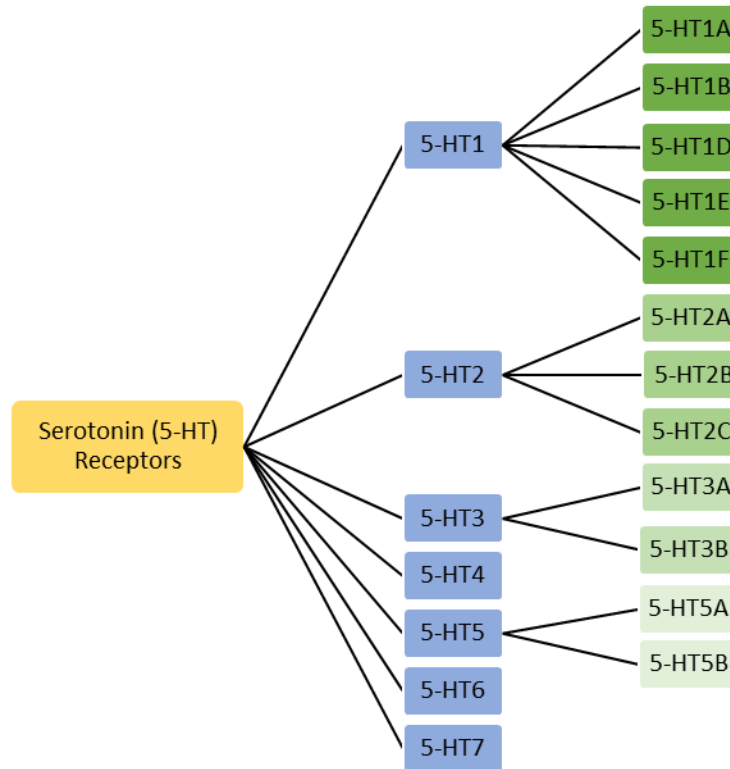 5-HT1A
5-HT1B
5-HT1
5-HT1D
5-HT1E
5-HT1F
5-HT2A
5-HT2
5-HT2B
5-HT2C
Serotonin (5-HT)
Receptors
5-HT3A
5-HT3
5-HT3B
5-HT4
5-HT5A
5-HT5
5-HT5B
5-HT6
5-HT7